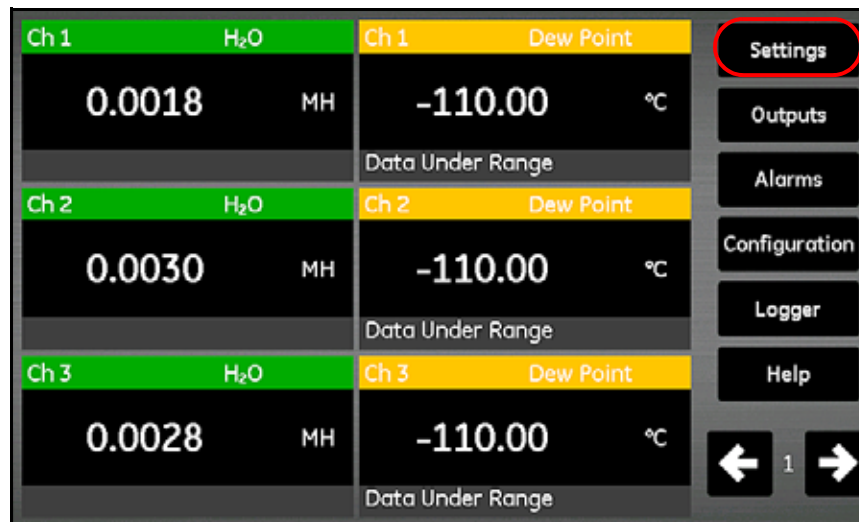 Ch 1 H₂O
0.0018 MH
Ch 1 Dew Point
-110.00 °C
Data Under Range
Ch 2 H₂O
0.0030 MH
Ch 2 Dew Point
-110.00 °C
Data Under Range
Ch 3 H₂O
0.0028 MH
Ch 3 Dew Point
-110.00 °C
Data Under Range
Settings
Outputs
Alarms
Configuration
Logger
Help
1